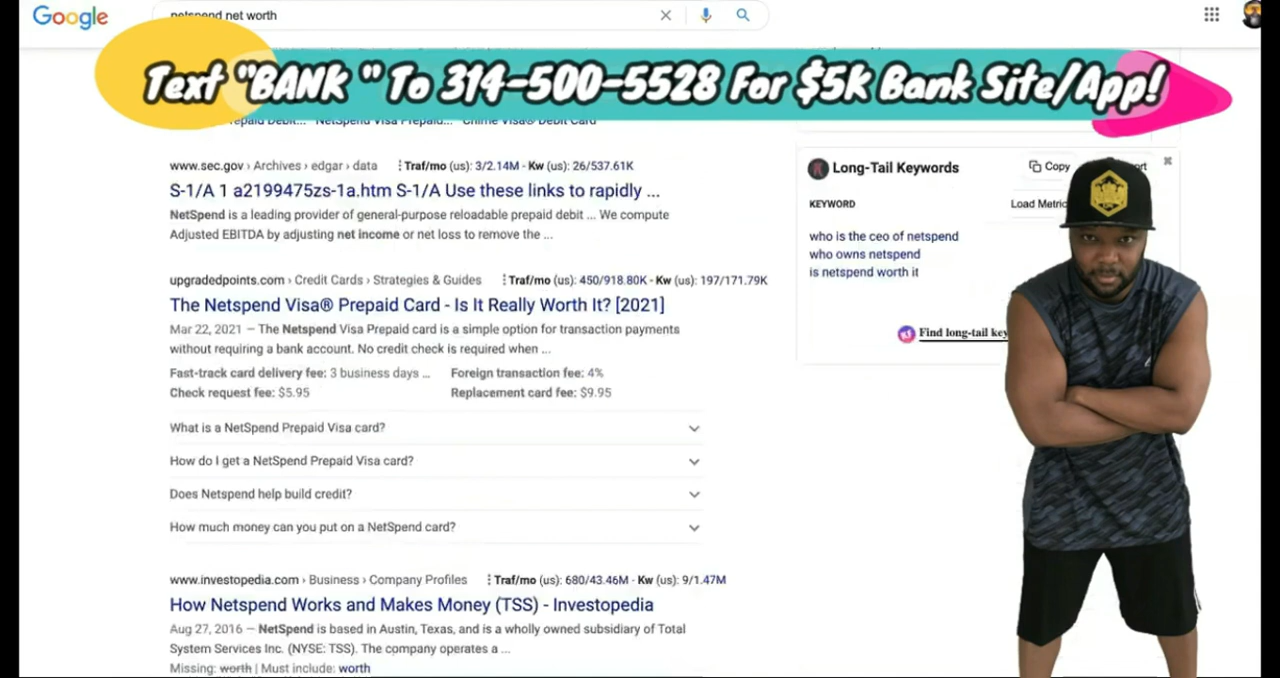 Google
netspend net worth
Text "BANK " To 314-500-5528 For $5K Bank Site/App!
epaid Debit... NetSpend Visa Prepaid... Chime Visa® Debit Card
www.sec.gov › Archives › edgar › data ⋮Traf/mo (us): 3/2.14M - Kw (us): 26/537.61K
S-1/A 1 a2199475zs-1a.htm S-1/A Use these links to rapidly ...
NetSpend is a leading provider of general-purpose reloadable prepaid debit ... We compute
Adjusted EBITDA by adjusting net income or net loss to remove the ...
upgradedpoints.com › Credit Cards › Strategies & Guides ⋮Traf/mo (us): 450/918.80K - Kw (us): 197/171.79K
The Netspend Visa® Prepaid Card - Is It Really Worth It? [2021]
Mar 22, 2021 — The Netspend Visa Prepaid card is a simple option for transaction payments
without requiring a bank account. No credit check is required when ...
Fast-track card delivery fee: 3 business days ... Foreign transaction fee: 4%
Check request fee: $5.95 Replacement card fee: $9.95
What is a NetSpend Prepaid Visa card?
How do I get a NetSpend Prepaid Visa card?
Does Netspend help build credit?
How much money can you put on a NetSpend card?
www.investopedia.com › Business › Company Profiles ⋮Traf/mo (us): 680/43.46M - Kw (us): 9/1.47M
How Netspend Works and Makes Money (TSS) - Investopedia
Aug 27, 2016 — NetSpend is based in Austin, Texas, and is a wholly owned subsidiary of Total
System Services Inc. (NYSE: TSS). The company operates a ...
Missing: worth | Must include: worth
Long-Tail Keywords Copy ort
KEYWORD Load Metric
who is the ceo of netspend
who owns netspend
is netspend worth it
Find long-tail key